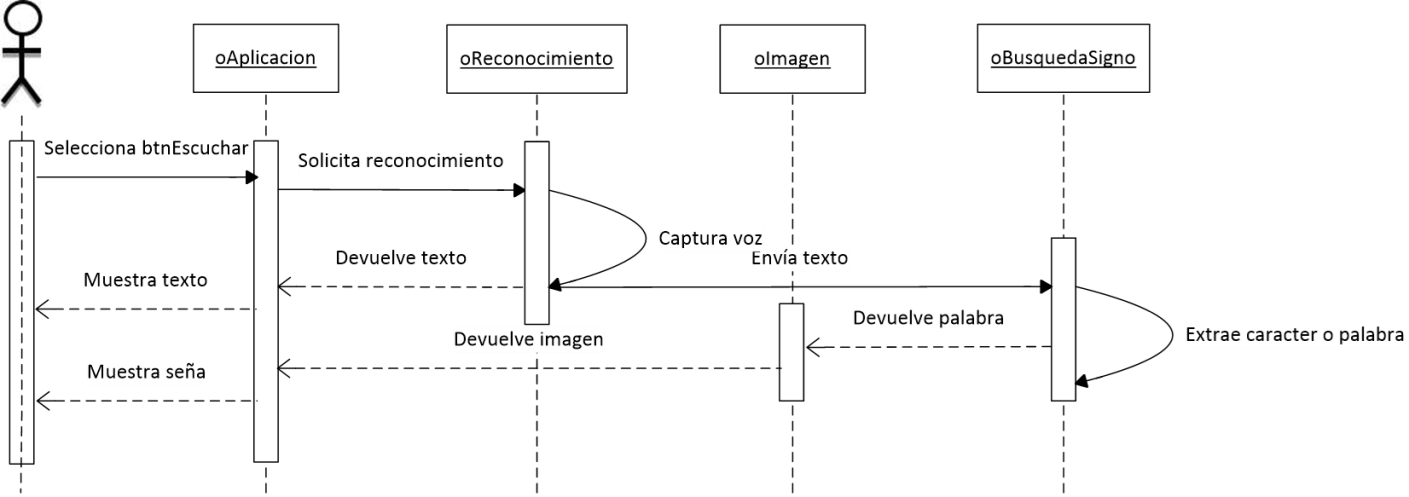 oAplicacion
oReconocimiento
oImagen
oBusquedaSigno
Selecciona btnEscuchar
Solicita reconocimiento
Captura voz
Devuelve texto
Envía texto
Muestra texto
Devuelve palabra
Extrae caracter o palabra
Devuelve imagen
Muestra seña